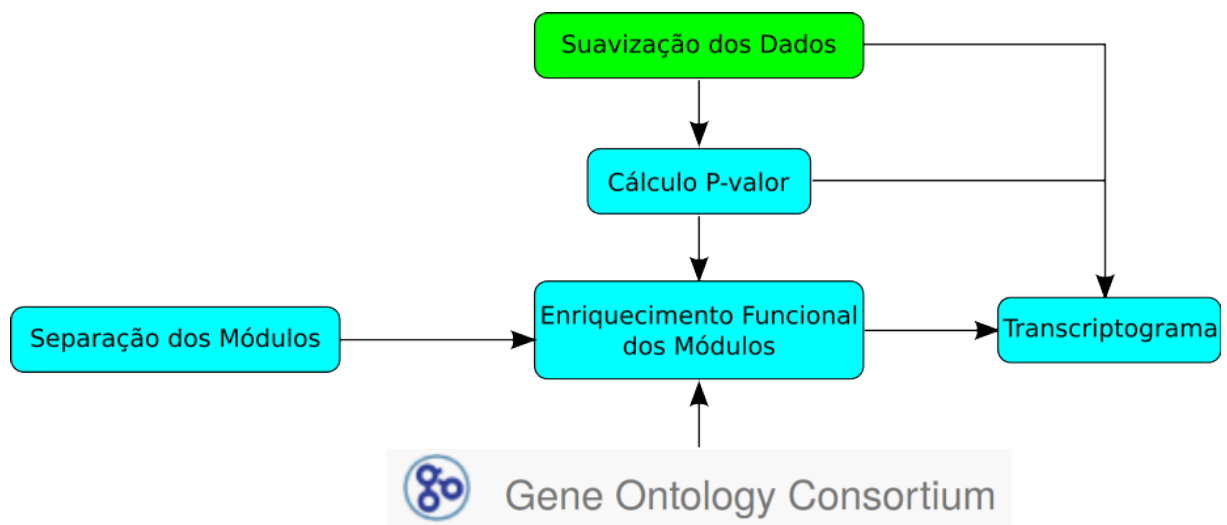 Suavização dos Dados
Cálculo P-valor
Enriquecimento Funcional
dos Módulos
Separação dos Módulos
Transcriptograma
Gene Ontology Consortium